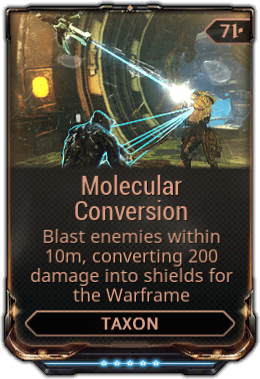 71
Molecular
Conversion
Blast enemies within
10m, converting 200
damage into shields for
the Warframe
TAXON